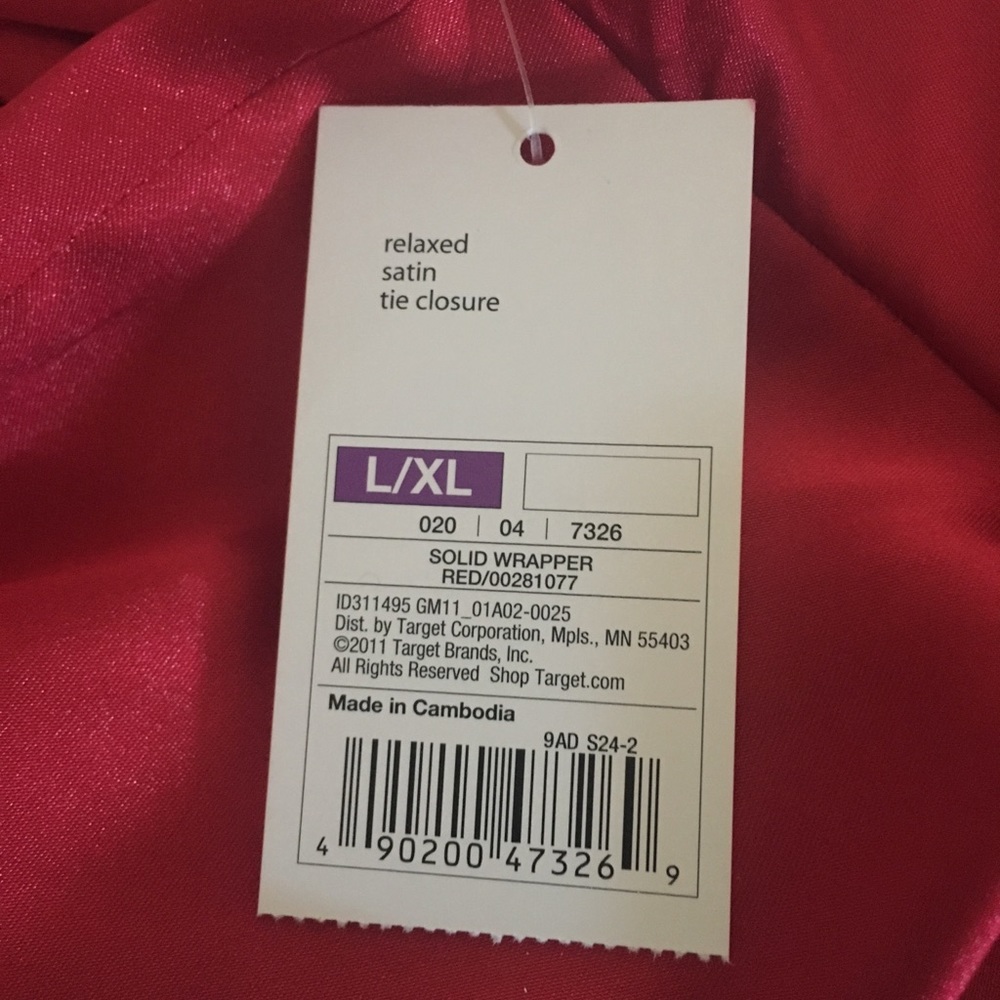 relaxed
satin
tie closure
L/XL
020 | 04 | 7326
SOLID WRAPPER
RED/00281077
ID311495 GM11_01A02-0025
Dist. by Target Corporation, Mpls., MN 55403
©2011 Target Brands, Inc.
All Rights Reserved Shop Target.com
Made in Cambodia
9AD S24-2
4 90200 47326 9